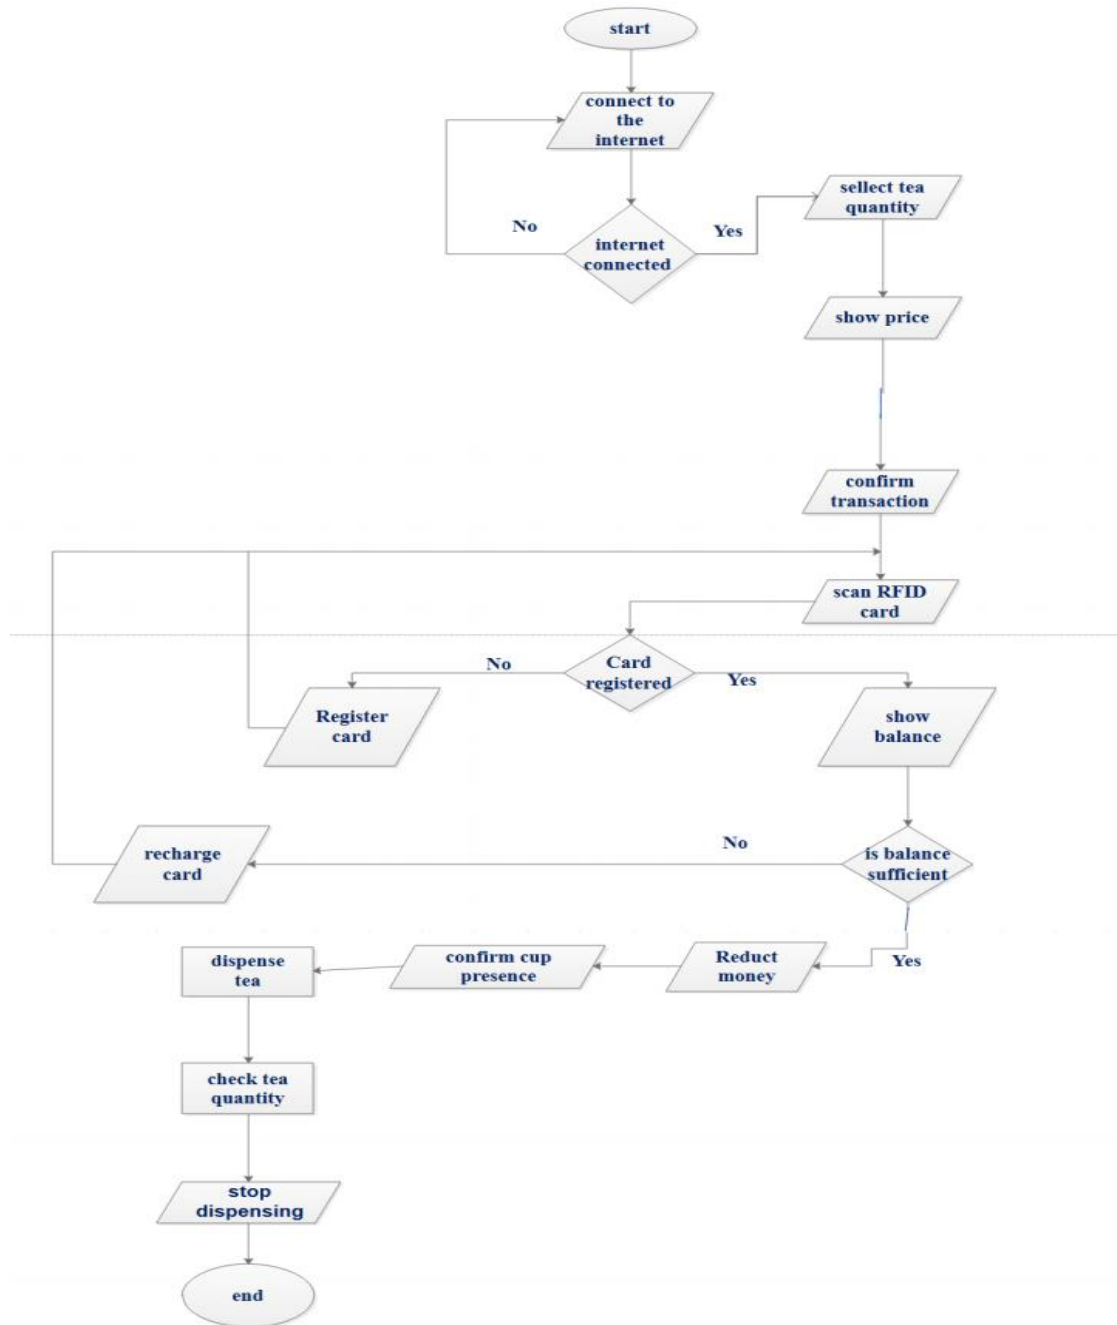 start
connect to
the
internet
sellect tea
quantity
No
Yes
internet
connected
show price
confirm
transaction
scan RFID
card
No
Card
registered
Yes
Register
card
show
balance
recharge
card
No
is balance
sufficient
Yes
Reduct
money
confirm cup
presence
dispense
tea
check tea
quantity
stop
dispensing
end